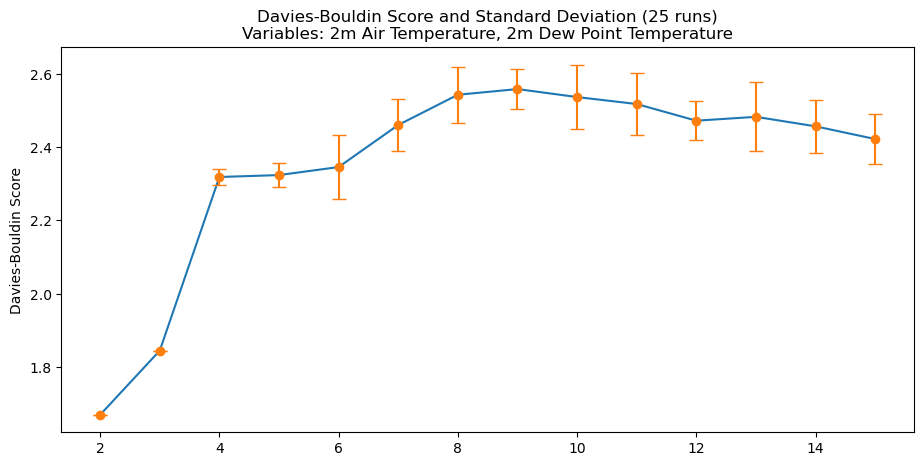 Davies-Bouldin Score and Standard Deviation (25 runs)
Variables: 2m Air Temperature, 2m Dew Point Temperature
Davies-Bouldin Score
2.6
2.4
2.2
2.0
1.8
2 4 6 8 10 12 14